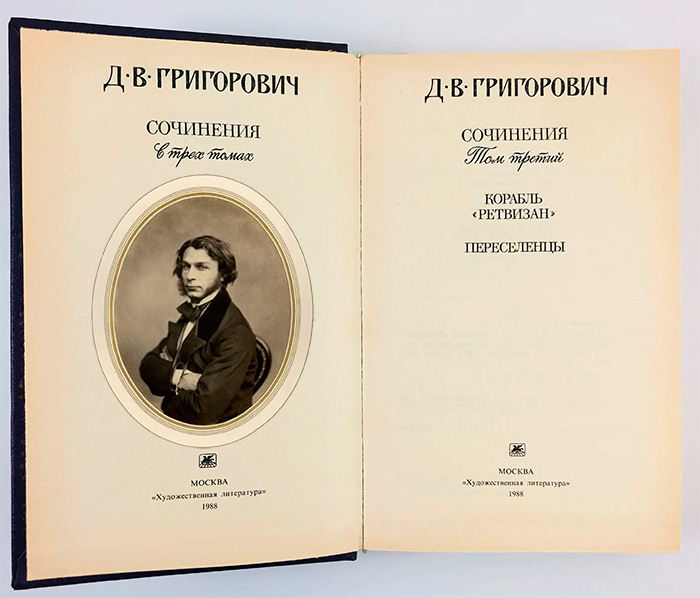 Д·В·ГРИГОРОВИЧ
СОЧИНЕНИЯ
В трех томах
МОСКВА
«Художественная литература»
1988
Д·В·ГРИГОРОВИЧ
СОЧИНЕНИЯ
Том третий
КОРАБЛЬ
«РЕТВИЗАН»
ПЕРЕСЕЛЕНЦЫ
МОСКВА
«Художественная литература»
1988